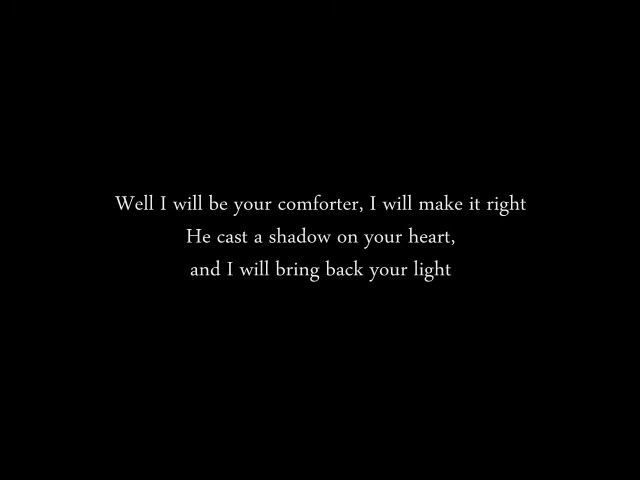 Well I will be your comforter, I will make it right
He cast a shadow on your heart,
and I will bring back your light